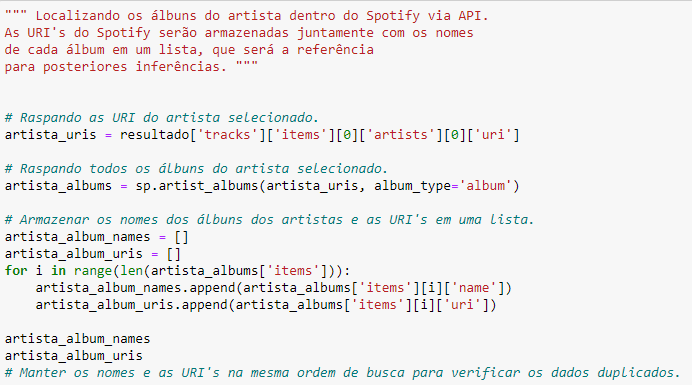 """ Localizando os álbuns do artista dentro do Spotify via API.
As URI's do Spotify serão armazenadas juntamente com os nomes
de cada álbum em um lista, que será a referência
para posteriores inferências. """
# Raspando as URI do artista selecionado.
artista_uris = resultado['tracks']['items'][0]['artists'][0]['uri']
# Raspando todos os álbuns do artista selecionado.
artista_albums = sp.artist_albums(artista_uris, album_type='album')
# Armazenar os nomes dos álbuns dos artistas e as URI's em uma lista.
artista_album_names = []
artista_album_uris = []
for i in range(len(artista_albums['items'])):
    artista_album_names.append(artista_albums['items'][i]['name'])
    artista_album_uris.append(artista_albums['items'][i]['uri'])
artista_album_names
artista_album_uris
# Manter os nomes e as URI's na mesma ordem de busca para verificar os dados duplicados.